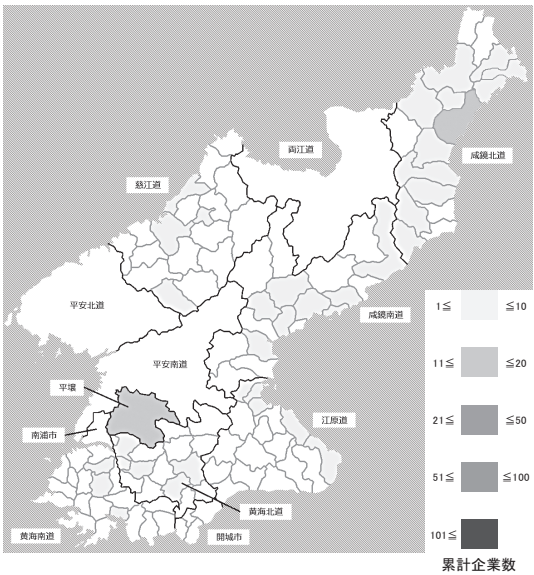 両江道
咸鏡北道
慈江道
平安北道
咸鏡南道
平安南道
平壌
南浦市
江原道
黄海北道
黄海南道
開城市
1≦ ≦10
11≦ ≦20
21≦ ≦50
51≦ ≦100
101≦
累計企業数